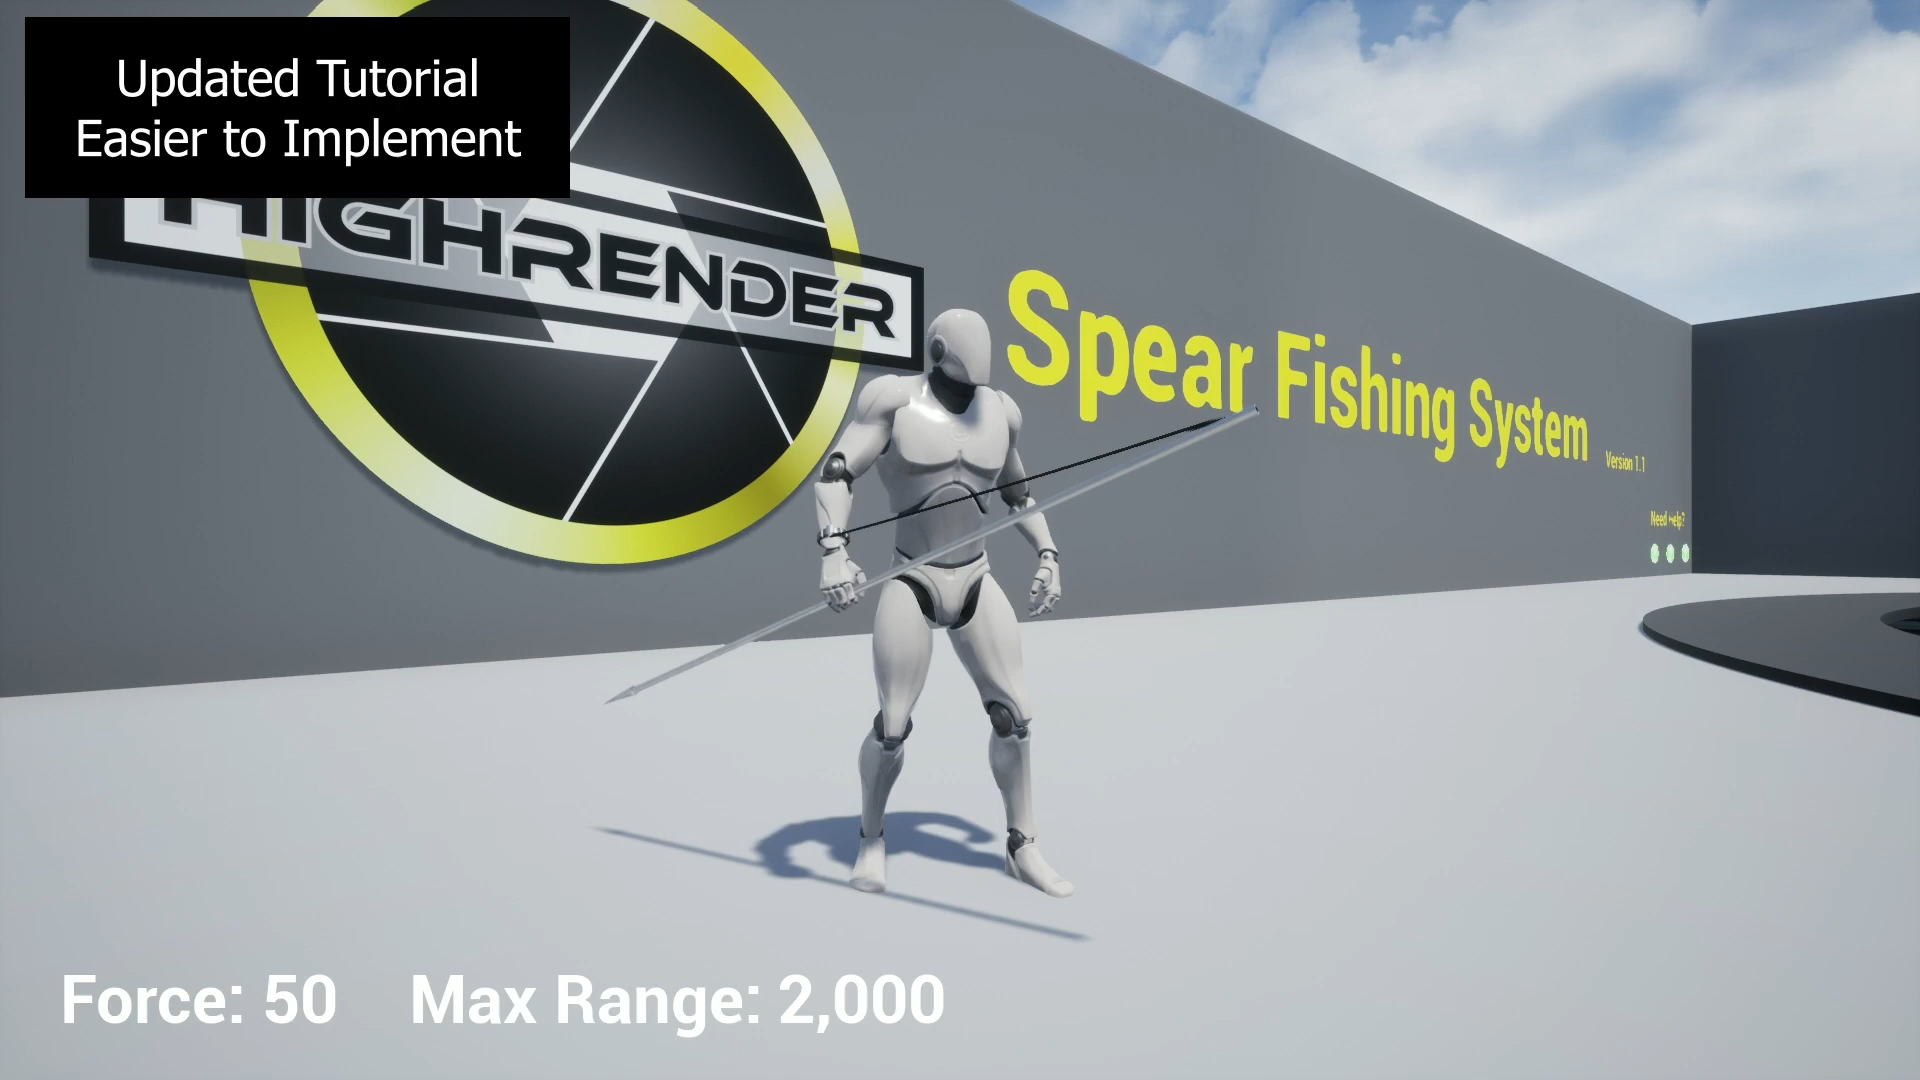 Updated Tutorial
Easier to Implement
HIGHRENDER
Spear Fishing System
Version 1.1
Need Help?
Force: 50 Max Range: 2,000